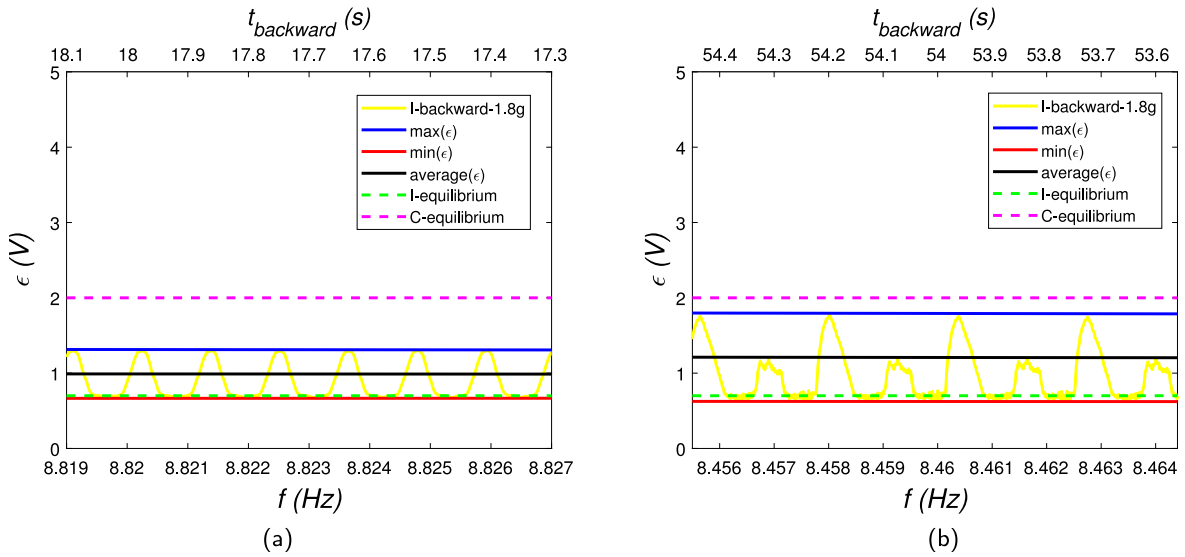 t_backward (s)
18.1 18 17.9 17.8 17.7 17.6 17.5 17.4 17.3
5
4
3
2
1
0
ϵ (V)
I-backward-1.8g
max(ϵ)
min(ϵ)
average(ϵ)
I-equilibrium
C-equilibrium
8.819 8.82 8.821 8.822 8.823 8.824 8.825 8.826 8.827
f (Hz)
(a)
t_backward (s)
54.4 54.3 54.2 54.1 54 53.9 53.8 53.7 53.6
5
4
3
2
1
0
ϵ (V)
I-backward-1.8g
max(ϵ)
min(ϵ)
average(ϵ)
I-equilibrium
C-equilibrium
8.456 8.457 8.458 8.459 8.46 8.461 8.462 8.463 8.464
f (Hz)
(b)